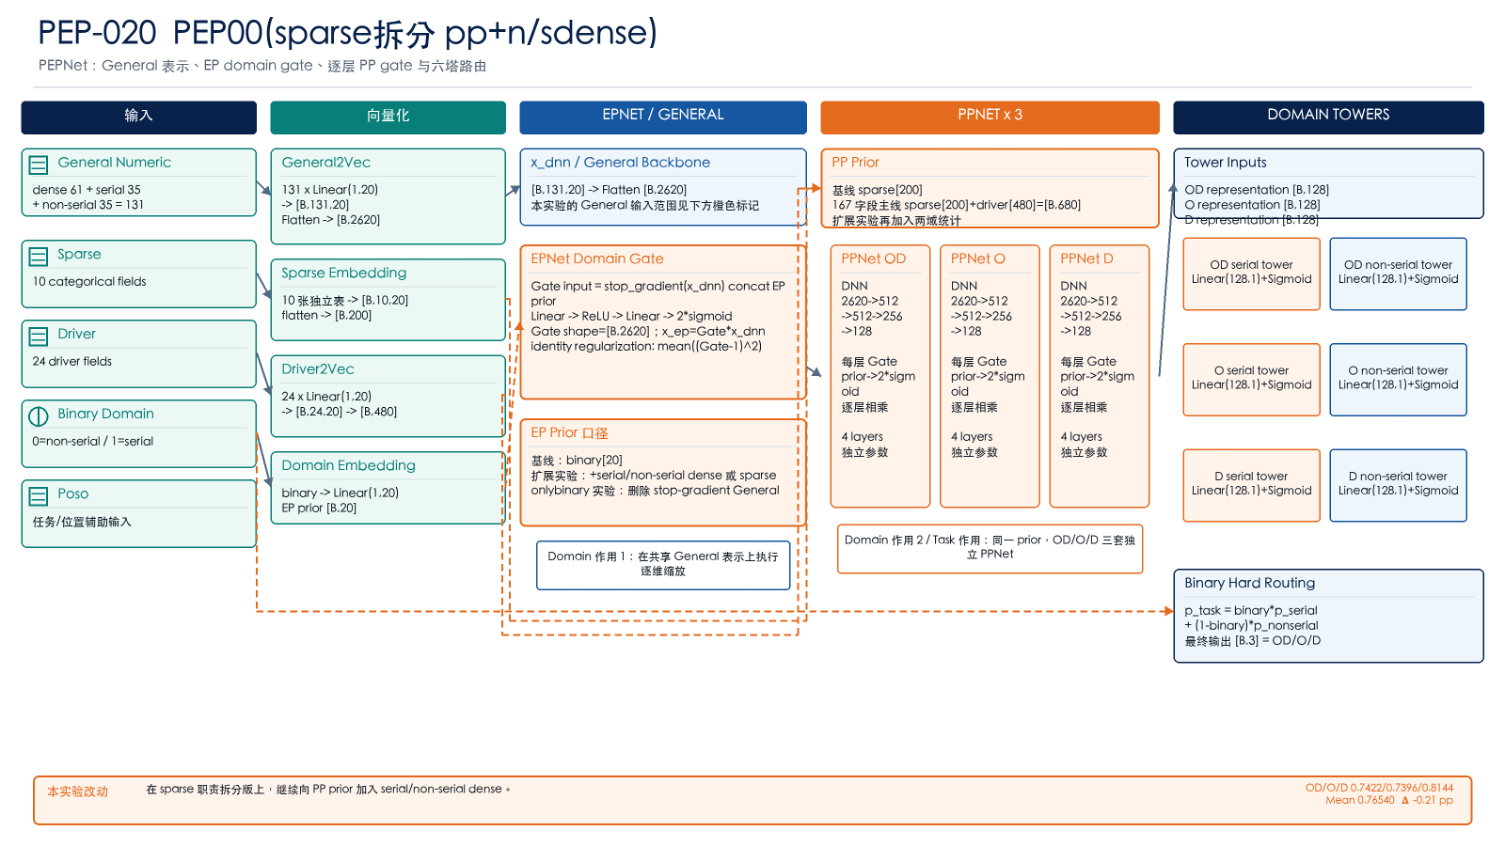 PEP-020 PEP00(sparse拆分 pp+n/sdense)
PEPNet：General 表示、EP domain gate、逐层 PP gate 与六塔路由
输入
General Numeric
dense 61 + serial 35
+ non-serial 35 = 131
Sparse
10 categorical fields
Driver
24 driver fields
Binary Domain
0=non-serial / 1=serial
Poso
任务/位置辅助输入
向量化
General2Vec
131 x Linear(1,20)
-> [B,131,20]
Flatten -> [B,2620]
Sparse Embedding
10 张独立表 -> [B,10,20]
flatten -> [B,200]
Driver2Vec
24 x Linear(1,20)
-> [B,24,20] -> [B,480]
Domain Embedding
binary -> Linear(1,20)
EP prior [B,20]
EPNET / GENERAL
x_dnn / General Backbone
[B,131,20] -> Flatten [B,2620]
本实验的 General 输入范围见下方橙色标记
EPNet Domain Gate
Gate input = stop_gradient(x_dnn) concat EP
prior
Linear -> ReLU -> Linear -> 2*sigmoid
Gate shape=[B,2620]；x_ep=Gate*x_dnn
identity regularization: mean((Gate-1)^2)
EP Prior 口径
基线：binary[20]
扩展实验：+serial/non-serial dense 或 sparse
onlybinary 实验：删除 stop-gradient General
Domain 作用 1：在共享 General 表示上执行
逐维缩放
PPNET x 3
PP Prior
基线 sparse[200]
167 字段主线 sparse[200]+driver[480]=[B,680]
扩展实验再加入两域统计
PPNet OD
DNN
2620->512
->512->256
->128
每层 Gate
prior->2*sigm
oid
逐层相乘
4 layers
独立参数
PPNet O
DNN
2620->512
->512->256
->128
每层 Gate
prior->2*sigm
oid
逐层相乘
4 layers
独立参数
PPNet D
DNN
2620->512
->512->256
->128
每层 Gate
prior->2*sigm
oid
逐层相乘
4 layers
独立参数
Domain 作用 2 / Task 作用：同一 prior，OD/O/D 三套独
立 PPNet
DOMAIN TOWERS
Tower Inputs
OD representation [B,128]
O representation [B,128]
D representation [B,128]
OD serial tower
Linear(128,1)+Sigmoid
OD non-serial tower
Linear(128,1)+Sigmoid
O serial tower
Linear(128,1)+Sigmoid
O non-serial tower
Linear(128,1)+Sigmoid
D serial tower
Linear(128,1)+Sigmoid
D non-serial tower
Linear(128,1)+Sigmoid
Binary Hard Routing
p_task = binary*p_serial
+ (1-binary)*p_nonserial
最终输出 [B,3] = OD/O/D
本实验改动
在 sparse 职责拆分版上，继续向 PP prior 加入 serial/non-serial dense。
OD/O/D 0.7422/0.7396/0.8144
Mean 0.76540 Δ -0.21 pp